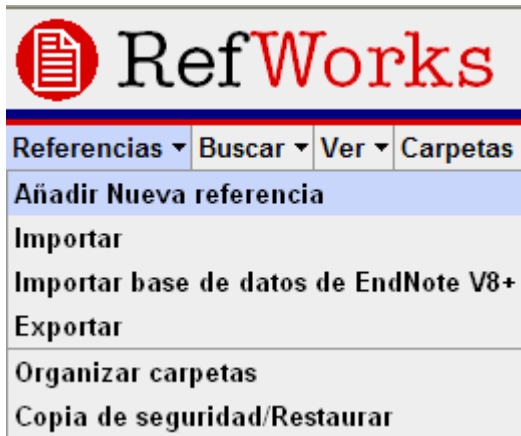 RefWorks
Referencias Buscar Ver Carpetas
Añadir Nueva referencia
Importar
Importar base de datos de EndNote V8+
Exportar
Organizar carpetas
Copia de seguridad/Restaurar